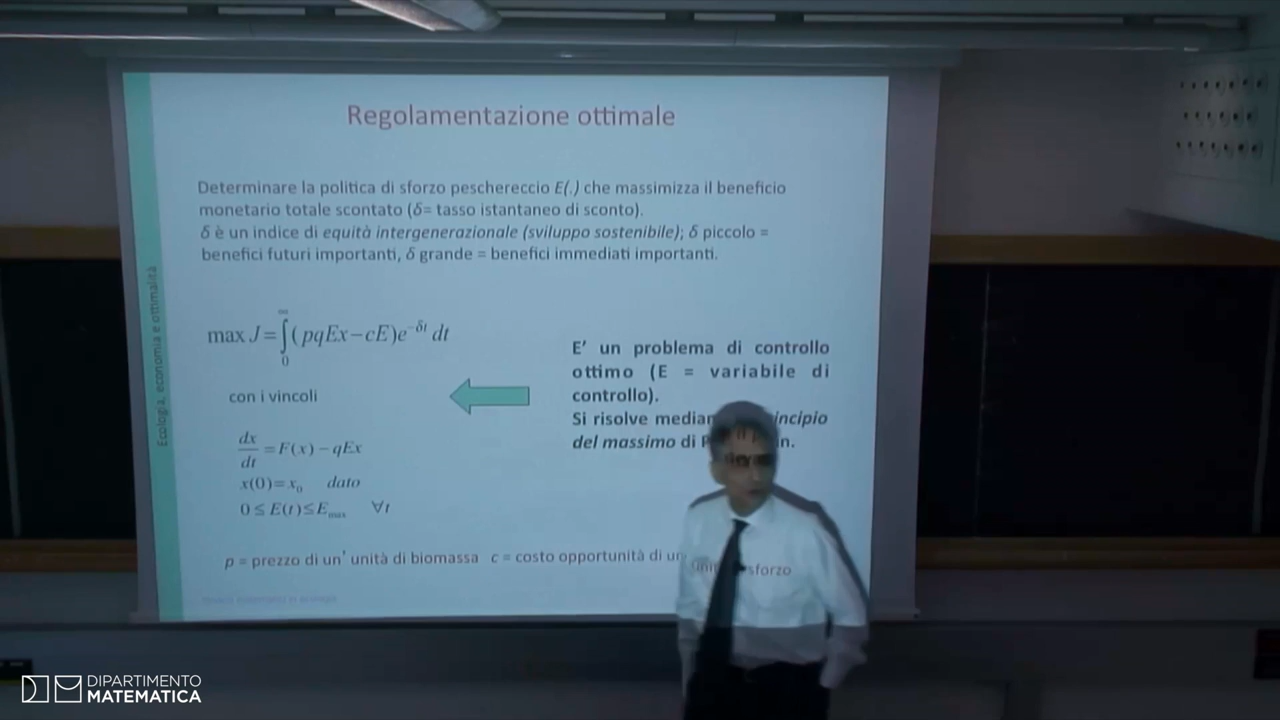 Regolamentazione ottimale
Determinare la politica di sforzo peschereccio E(.) che massimizza il beneficio
monetario totale scontato (δ= tasso istantaneo di sconto).
δ è un indice di equità intergenerazionale (sviluppo sostenibile); δ piccolo =
benefici futuri importanti, δ grande = benefici immediati importanti.
Ecologia, economia e ottimalità
max J = ∫₀^∞ (pqEx − cE)e^−δt dt
E' un problema di controllo
ottimo (E = variabile di
controllo).
Si risolve
del massimo di
con i vincoli
dx/dt = F(x) − qEx
x(0) = x₀ dato
0 ≤ E(t) ≤ Emax ∀t
p = prezzo di un' unità di biomassa c = costo opportunità di sforzo
DIPARTIMENTO
MATEMATICA